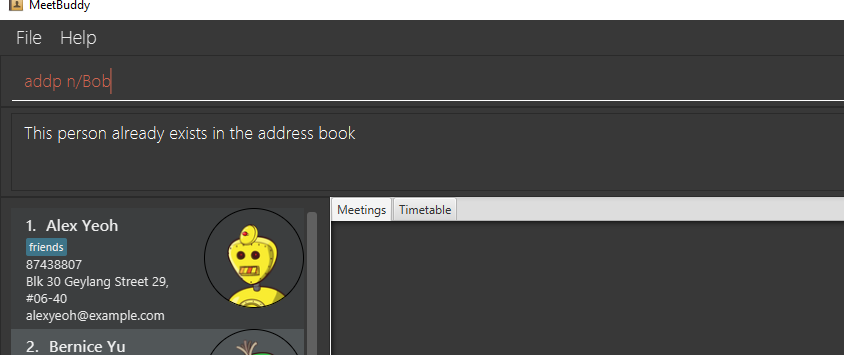 MeetBuddy
File Help
addp n/Bob
This person already exists in the address book
Meetings Timetable
1. Alex Yeoh
friends
87438807
Blk 30 Geylang Street 29,
#06-40
alexyeoh@example.com
2. Bernice Yu